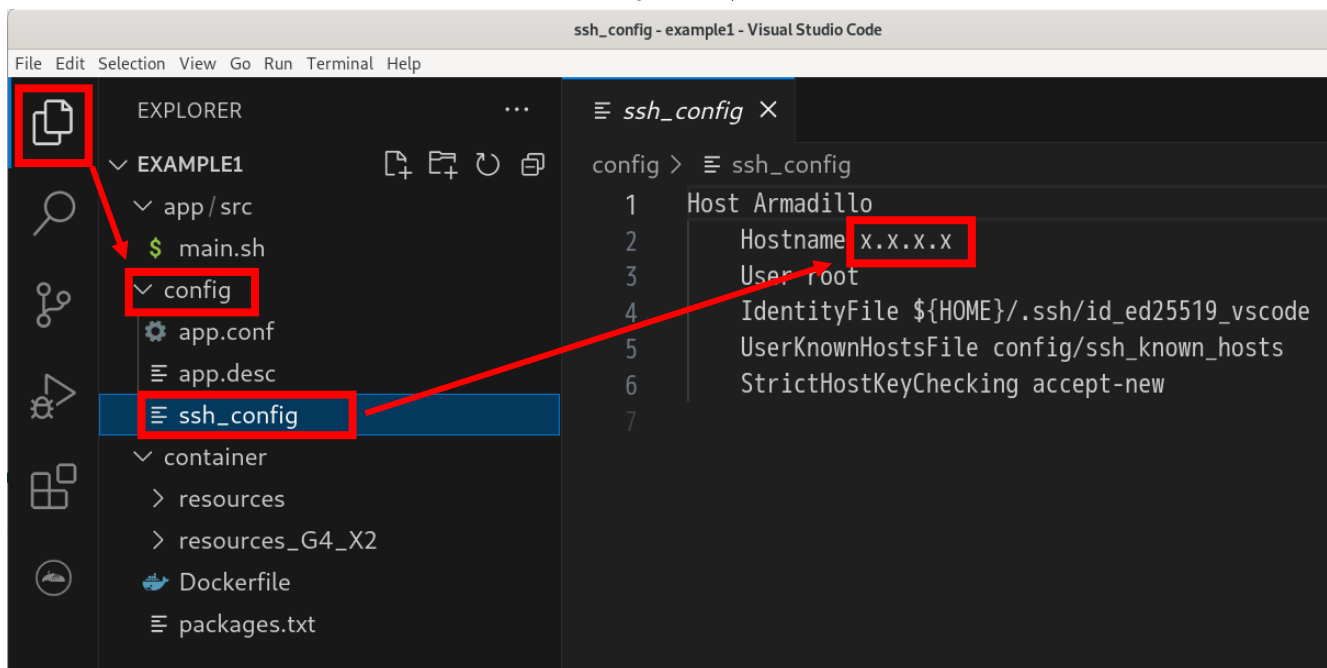 ssh_config - example1 - Visual Studio Code
File Edit Selection View Go Run Terminal Help
EXPLORER ...
EXAMPLE1
app/src
$ main.sh
config
app.conf
app.desc
ssh_config
container
resources
resources_G4_X2
Dockerfile
packages.txt
ssh_config
config > ssh_config
1 Host Armadillo
2 Hostname x.x.x.x
3 User root
4 IdentityFile ${HOME}/.ssh/id_ed25519_vscode
5 UserKnownHostsFile config/ssh_known_hosts
6 StrictHostKeyChecking accept-new
7